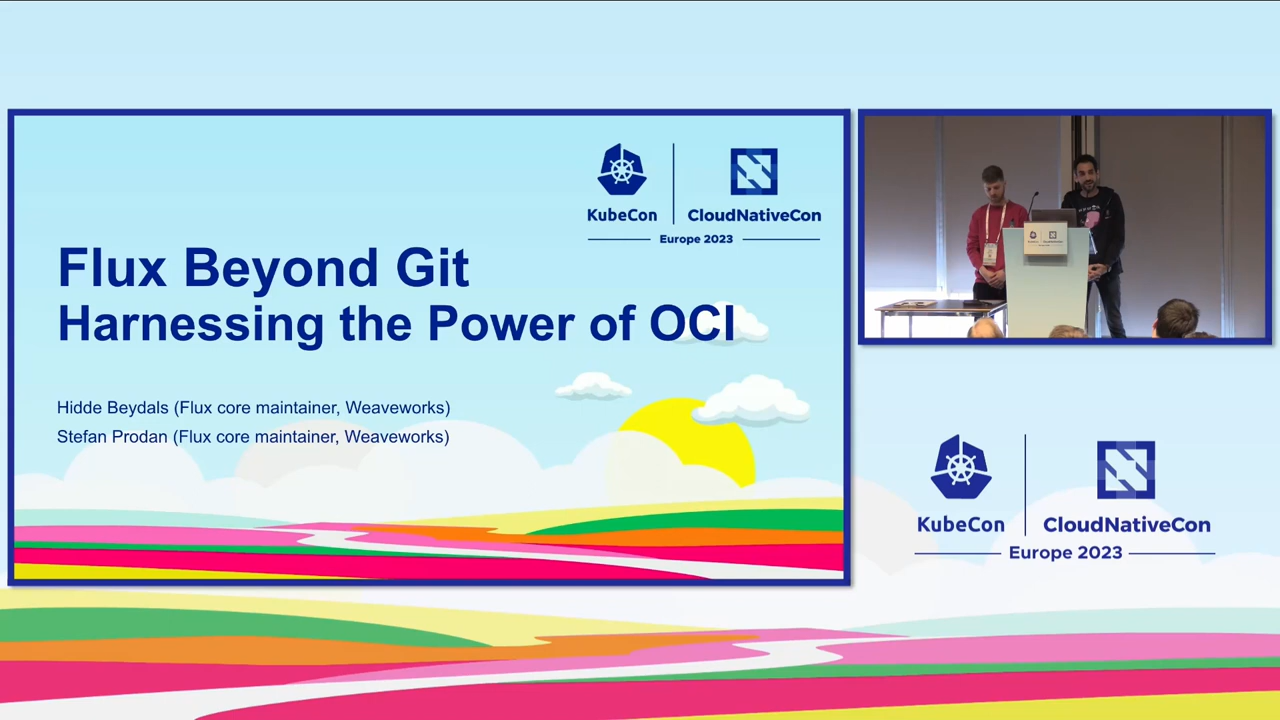 KubeCon
CloudNativeCon
Europe 2023
Flux Beyond Git
Harnessing the Power of OCI
Hidde Beydals (Flux core maintainer, Weaveworks)
Stefan Prodan (Flux core maintainer, Weaveworks)
KubeCon
CloudNativeCon
Europe 2023